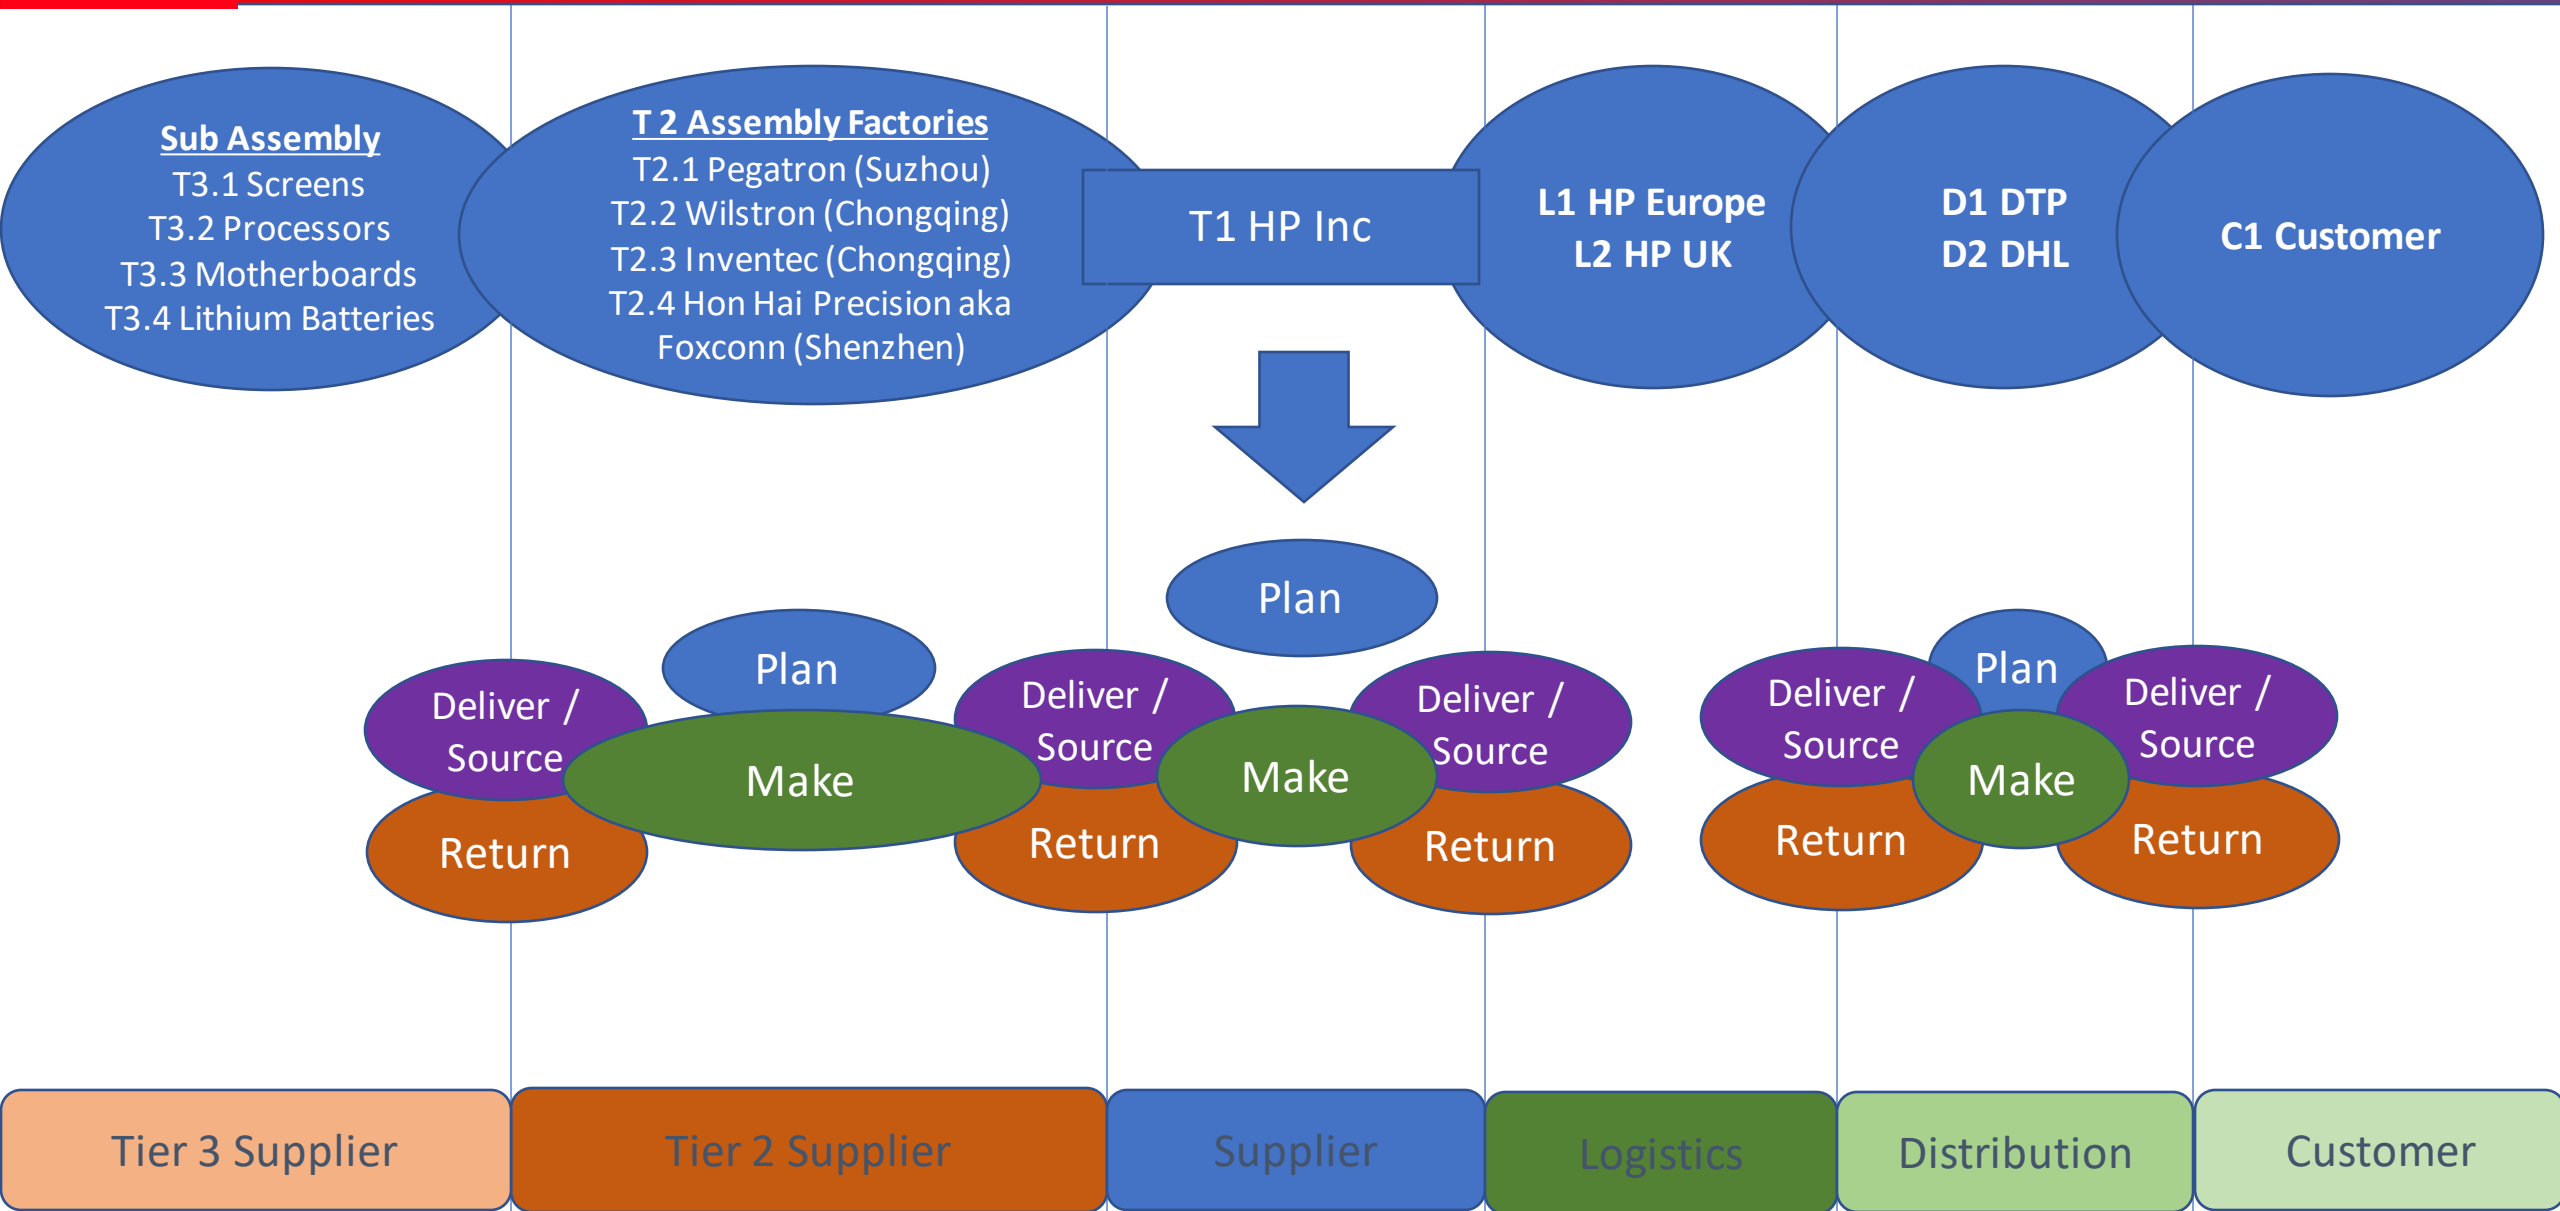 Sub Assembly
T3.1 Screens
T3.2 Processors
T3.3 Motherboards
T3.4 Lithium Batteries
T 2 Assembly Factories
T2.1 Pegatron (Suzhou)
T2.2 Wilstron (Chongqing)
T2.3 Inventec (Chongqing)
T2.4 Hon Hai Precision aka
Foxconn (Shenzhen)
T1 HP Inc
L1 HP Europe
L2 HP UK
D1 DTP
D2 DHL
C1 Customer
Plan
Deliver /
Source
Return
Plan
Make
Deliver /
Source
Return
Make
Deliver /
Source
Return
Deliver /
Source
Return
Plan
Make
Deliver /
Source
Return
Tier 3 Supplier
Tier 2 Supplier
Supplier
Logistics
Distribution
Customer